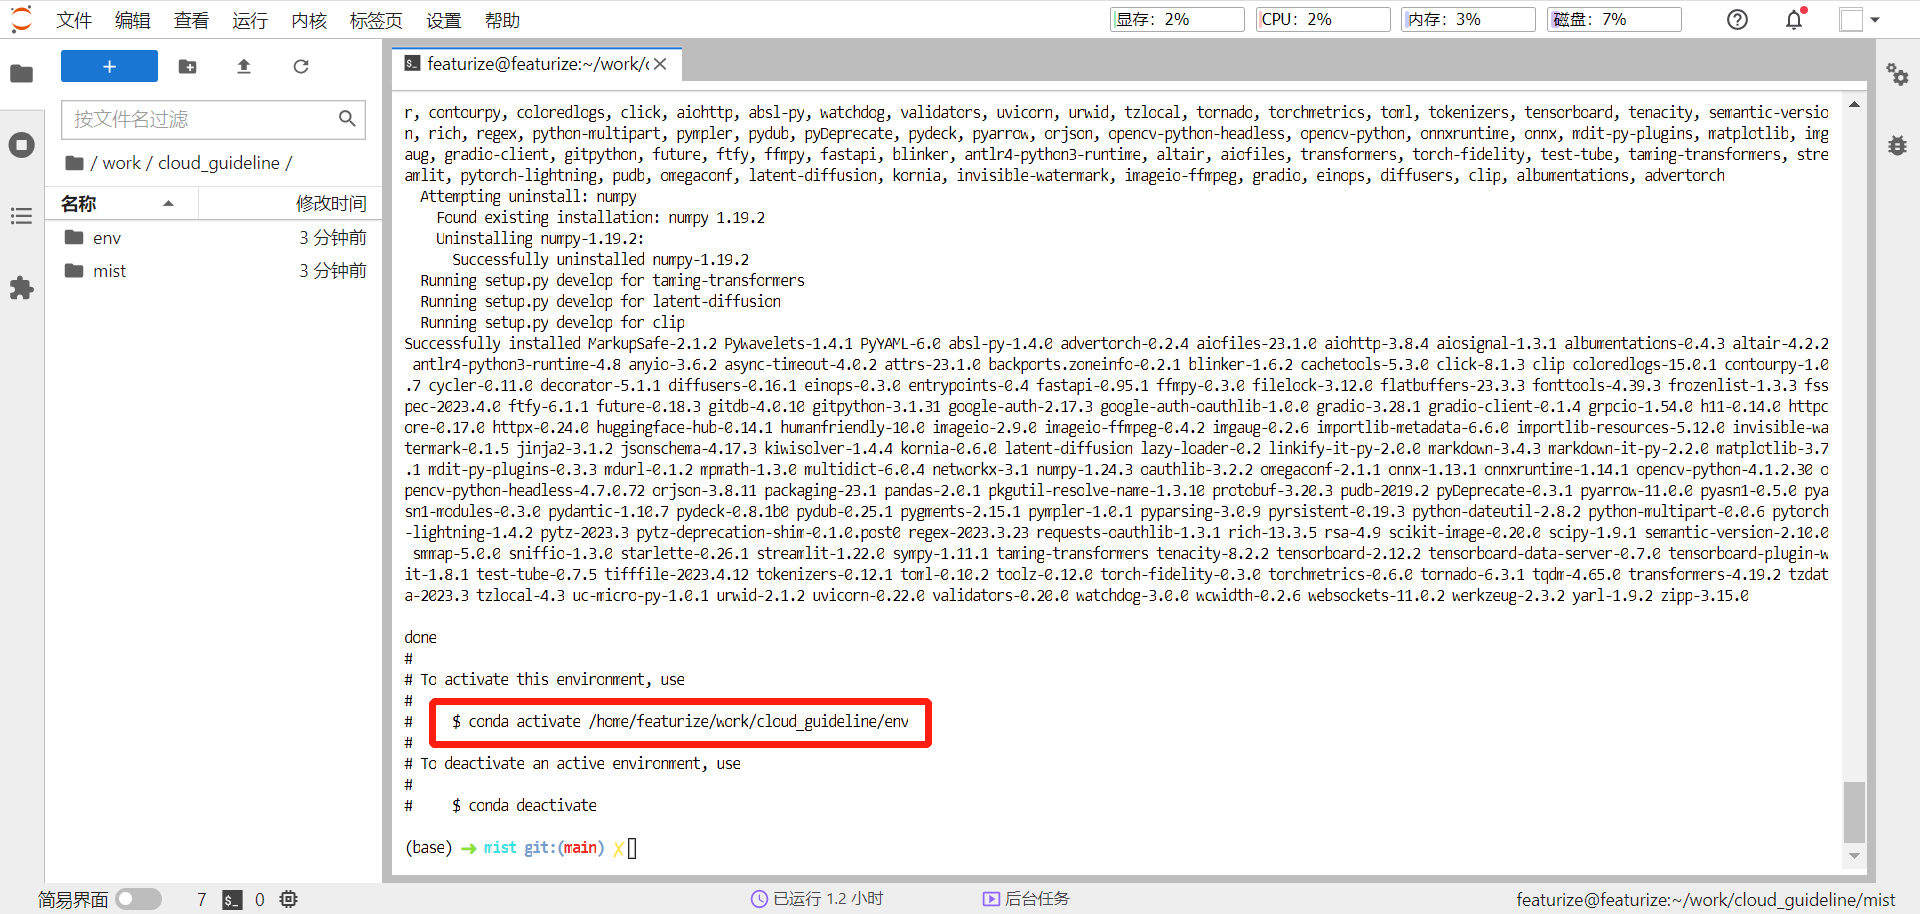 文件 编辑 查看 运行 内核 标签页 设置 帮助 显存: 2% CPU: 2% 内存: 3% 磁盘: 7%
+
按文件名过滤
/ work / cloud_guideline /
名称 修改时间
env 3 分钟前
mist 3 分钟前
featurize@featurize:~/work/c
r, contourpy, coloredlogs, click, aiohttp, absl-py, watchdog, validators, uvicorn, urwid, tzlocal, tornado, torchmetrics, toml, tokenizers, tensorboard, tenacity, semantic-versio
n, rich, regex, python-multipart, pympler, pydub, pyDeprecate, pydeck, pyarrow, orjson, opencv-python-headless, opencv-python, onnxruntime, onnx, mdit-py-plugins, matplotlib, img
aug, gradio-client, gitpython, future, ftfy, ffmpy, fastapi, blinker, antlr4-python3-runtime, altair, aiofiles, transformers, torch-fidelity, test-tube, taming-transformers, stre
amlit, pytorch-lightning, pudb, omegaconf, latent-diffusion, kornia, invisible-watermark, imageio-ffmpeg, gradio, einops, diffusers, clip, albumentations, advertorch
Attempting uninstall: numpy
Found existing installation: numpy 1.19.2
Uninstalling numpy-1.19.2:
Successfully uninstalled numpy-1.19.2
Running setup.py develop for taming-transformers
Running setup.py develop for latent-diffusion
Running setup.py develop for clip
Successfully installed MarkupSafe-2.1.2 PyWavelets-1.4.1 PyYAML-6.0 absl-py-1.4.0 advertorch-0.2.4 aiofiles-23.1.0 aiohttp-3.8.4 aiosignal-1.3.1 albumentations-0.4.3 altair-4.2.2
antlr4-python3-runtime-4.8 anyio-3.6.2 async-timeout-4.0.2 attrs-23.1.0 backports.zoneinfo-0.2.1 blinker-1.6.2 cachetools-5.3.0 click-8.1.3 clip coloredlogs-15.0.1 contourpy-1.0
.7 cycler-0.11.0 decorator-5.1.1 diffusers-0.16.1 einops-0.3.0 entrypoints-0.4 fastapi-0.95.1 ffmpy-0.3.0 filelock-3.12.0 flatbuffers-23.3.3 fonttools-4.39.3 frozenlist-1.3.3 fss
pec-2023.4.0 ftfy-6.1.1 future-0.18.3 gitdb-4.0.10 gitpython-3.1.31 google-auth-2.17.3 google-auth-oauthlib-1.0.0 gradio-3.28.1 gradio-client-0.1.4 grpcio-1.54.0 h11-0.14.0 httpc
ore-0.17.0 httpx-0.24.0 huggingface-hub-0.14.1 humanfriendly-10.0 imageio-2.9.0 imageio-ffmpeg-0.4.2 imgaug-0.2.6 importlib-metadata-6.6.0 importlib-resources-5.12.0 invisible-wa
termark-0.1.5 jinja2-3.1.2 jsonschema-4.17.3 kiwisolver-1.4.4 kornia-0.6.0 latent-diffusion lazy-loader-0.2 linkify-it-py-2.0.0 markdown-3.4.3 markdown-it-py-2.2.0 matplotlib-3.7
.1 mdit-py-plugins-0.3.3 mdurl-0.1.2 mpmath-1.3.0 multidict-6.0.4 networkx-3.1 numpy-1.24.3 oauthlib-3.2.2 omegaconf-2.1.1 onnx-1.13.1 onnxruntime-1.14.1 opencv-python-4.1.2.30 o
pencv-python-headless-4.7.0.72 orjson-3.8.11 packaging-23.1 pandas-2.0.1 pkgutil-resolve-name-1.3.10 protobuf-3.20.3 pudb-2019.2 pyDeprecate-0.3.1 pyarrow-11.0.0 pyasn1-0.5.0 pya
sn1-modules-0.3.0 pydantic-1.10.7 pydeck-0.8.1b0 pydub-0.25.1 pygments-2.15.1 pympler-1.0.1 pyparsing-3.0.9 pyrsistent-0.19.3 python-dateutil-2.8.2 python-multipart-0.0.6 pytorch
-lightning-1.4.2 pytz-2023.3 pytz-deprecation-shim-0.1.0.post0 regex-2023.3.23 requests-oauthlib-1.3.1 rich-13.3.5 rsa-4.9 scikit-image-0.20.0 scipy-1.9.1 semantic-version-2.10.0
smmap-5.0.0 sniffio-1.3.0 starlette-0.26.1 streamlit-1.22.0 sympy-1.11.1 taming-transformers tenacity-8.2.2 tensorboard-2.12.2 tensorboard-data-server-0.7.0 tensorboard-plugin-w
it-1.8.1 test-tube-0.7.5 tifffile-2023.4.12 tokenizers-0.12.1 toml-0.10.2 toolz-0.12.0 torch-fidelity-0.3.0 torchmetrics-0.6.0 tornado-6.3.1 tqdm-4.65.0 transformers-4.19.2 tzdat
a-2023.3 tzlocal-4.3 uc-micro-py-1.0.1 urwid-2.1.2 uvicorn-0.22.0 validators-0.20.0 watchdog-3.0.0 wcwidth-0.2.6 websockets-11.0.2 werkzeug-2.3.2 yarl-1.9.2 zipp-3.15.0
done
#
# To activate this environment, use
#
# $ conda activate /home/featurize/work/cloud_guideline/env
#
# To deactivate an active environment, use
#
# $ conda deactivate
(base) ➜ mist git:(main) ✗
简易界面 7 $_ 0 已运行 1.2 小时 后台任务 featurize@featurize:~/work/cloud_guideline/mist